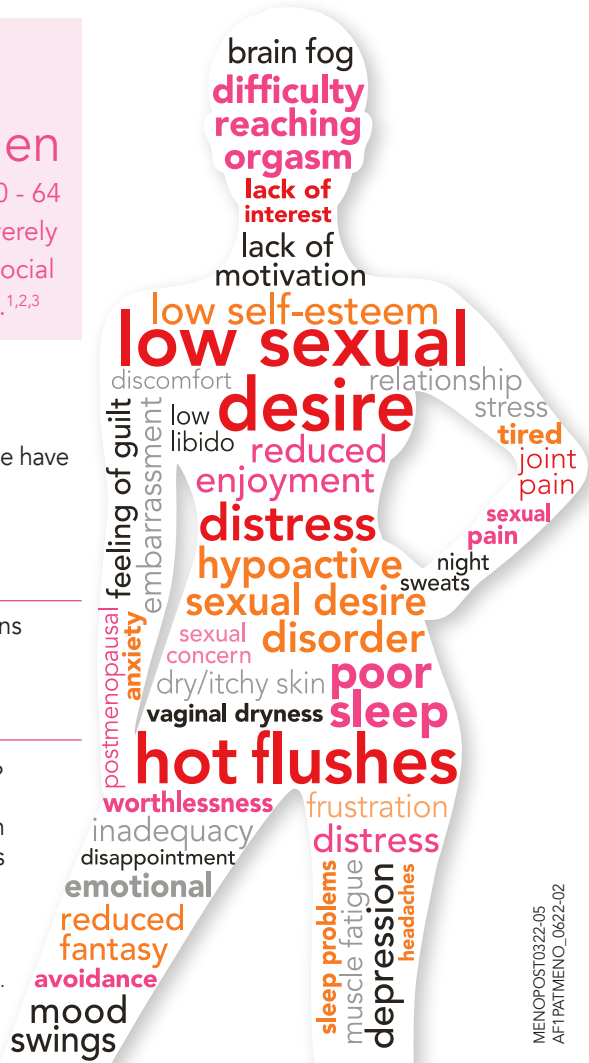 en
0 - 64
erely
ocial
.1,2,3
e have
ns
brain fog
difficulty
reaching
orgasm
lack of
interest
lack of
motivation
low self-esteem
low sexual
desire
discomfort
relationship
stress
feeling of guilt
embarrassment
low
libido
reduced
enjoyment
tired
joint
pain
sexual
pain
night
sweats
distress
hypoactive
sexual desire
disorder
postmenopausal
anxiety
sexual
concern
dry/itchy skin
poor
sleep
vaginal dryness
hot flushes
worthlessness
frustration
inadequacy
distress
disappointment
emotional
reduced
fantasy
avoidance
mood
swings
sleep problems
muscle fatigue
depression
headaches
MENOPOST0322-05
AF1PATMENO_0622-02